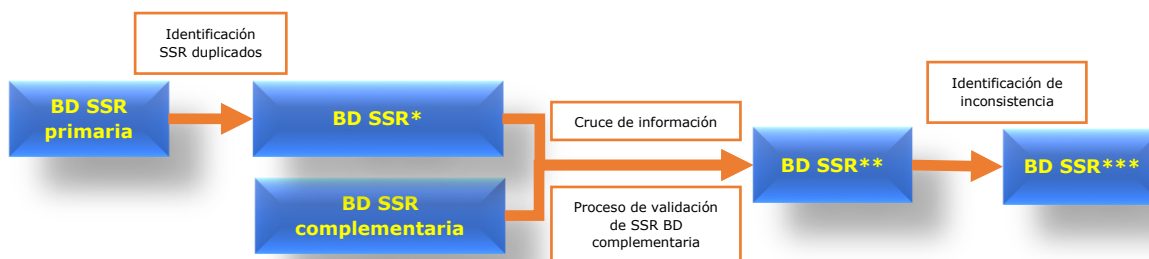 Identificación
SSR duplicados
BD SSR
primaria
BD SSR*
BD SSR
complementaria
Cruce de información
Proceso de validación
de SSR BD
complementaria
BD SSR**
Identificación de
inconsistencia
BD SSR***